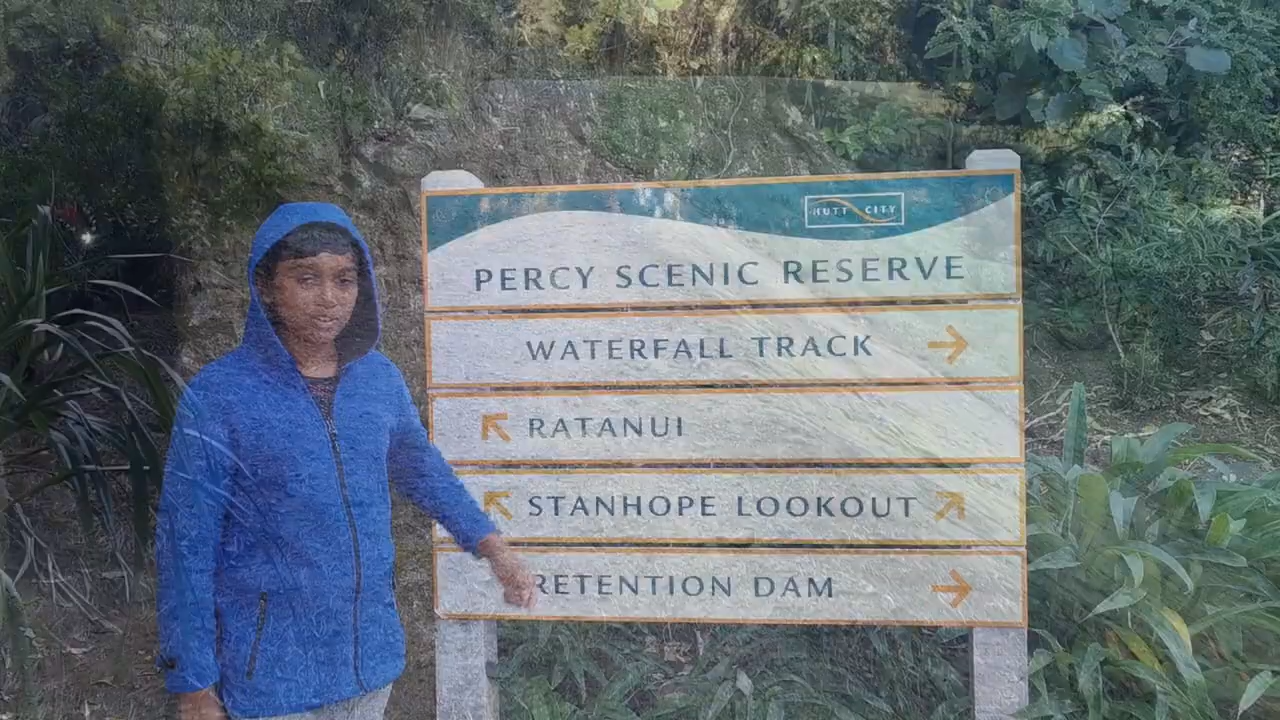 HUTT CITY
PERCY SCENIC RESERVE
WATERFALL TRACK
RATANUI
STANHOPE LOOKOUT
RETENTION DAM